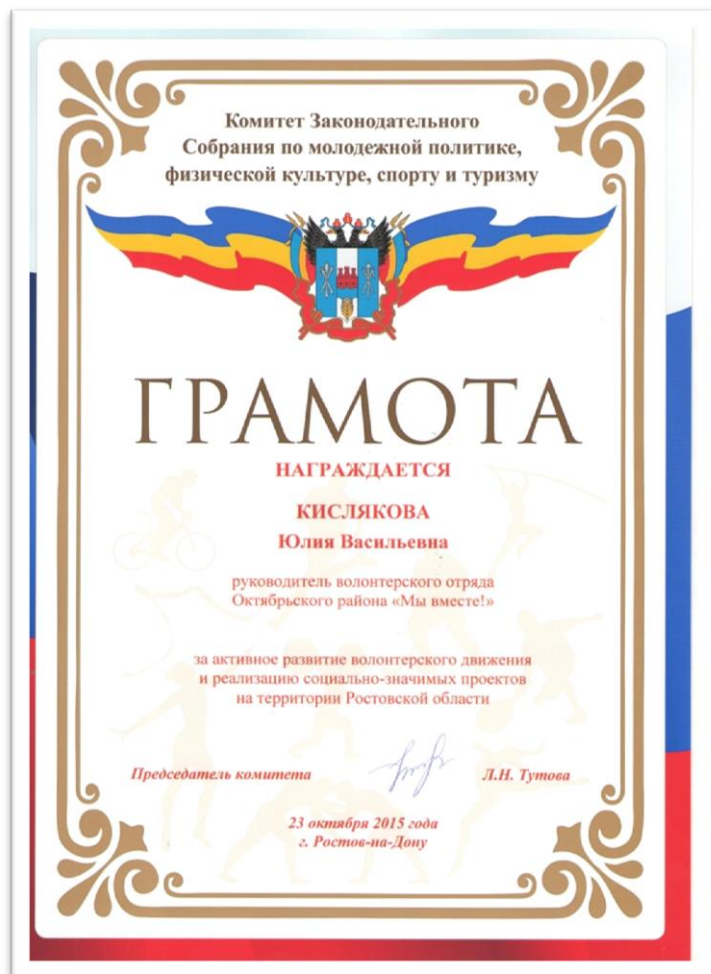 Комитет Законодательного
Собрания по молодежной политике,
физической культуре, спорту и туризму
ГРАМОТА
НАГРАЖДАЕТСЯ
КИСЛЯКОВА
Юлия Васильевна
руководитель волонтерского отряда
Октябрьского района «Мы вместе!»
за активное развитие волонтерского движения
и реализацию социально-значимых проектов
на территории Ростовской области
Председатель комитета Л.Н. Тутова
23 октября 2015 года
г. Ростов-на-Дону